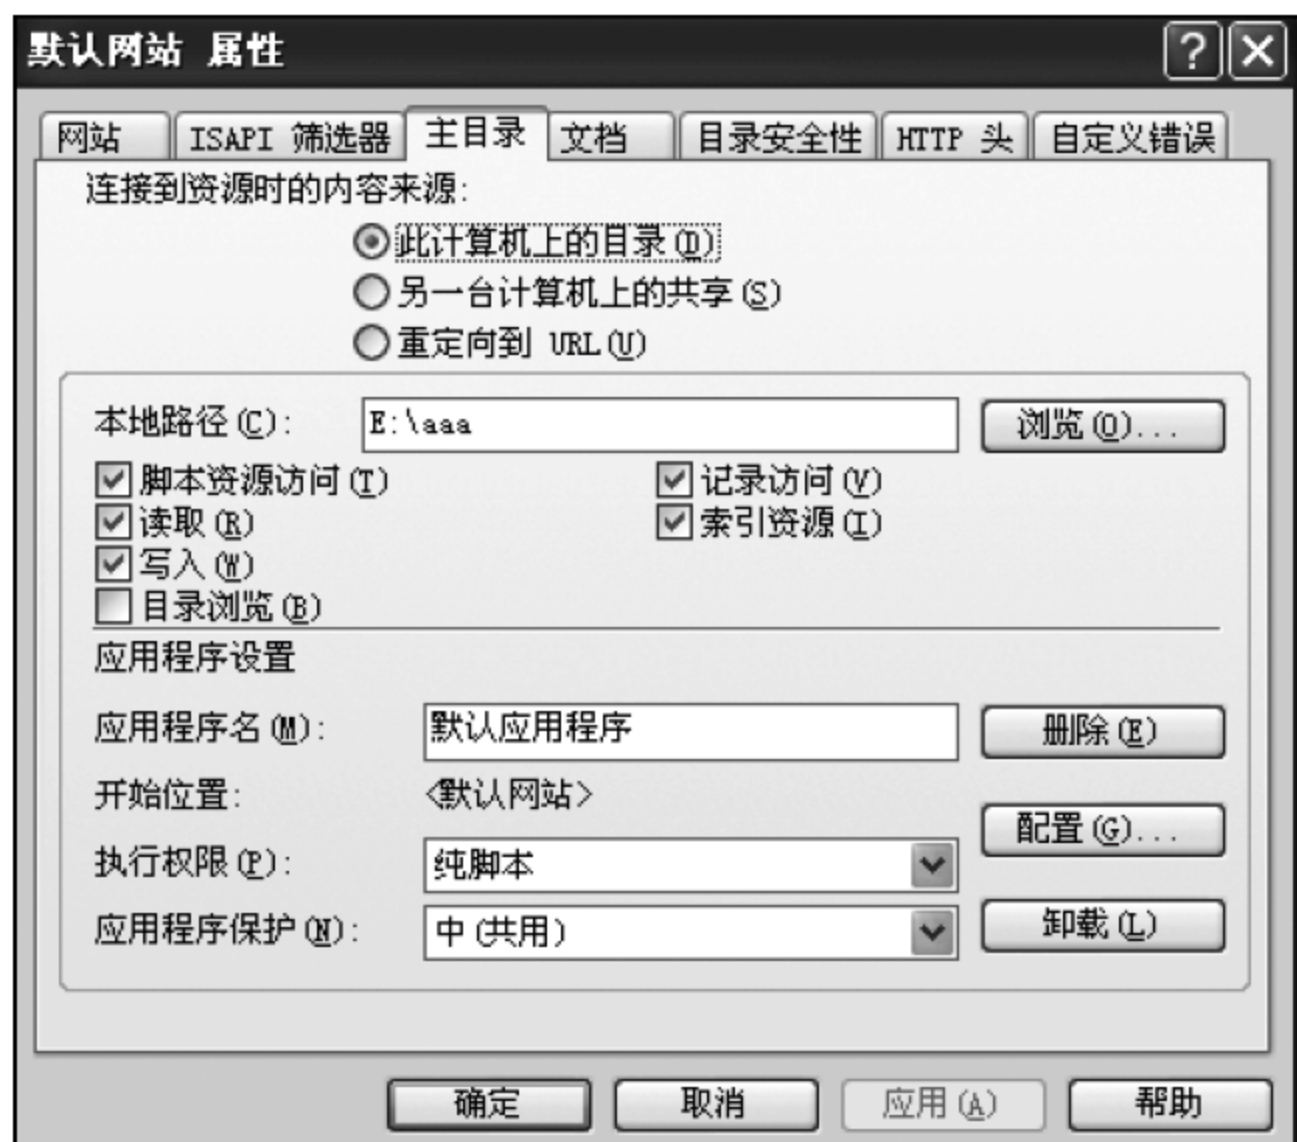 默认网站 属性
网站 ISAPI 筛选器 主目录 文档 目录安全性 HTTP 头 自定义错误
连接到资源时的内容来源:
此计算机上的目录(D)
另一台计算机上的共享(S)
重定向到 URL(U)
本地路径(C): E:\aaa 浏览(O)...
脚本资源访问(T) 记录访问(V)
读取(R) 索引资源(I)
写入(W)
目录浏览(B)
应用程序设置
应用程序名(M): 默认应用程序 删除(E)
开始位置: <默认网站>
配置(G)...
执行权限(P): 纯脚本
应用程序保护(N): 中(共用) 卸载(L)
确定 取消 应用(A) 帮助